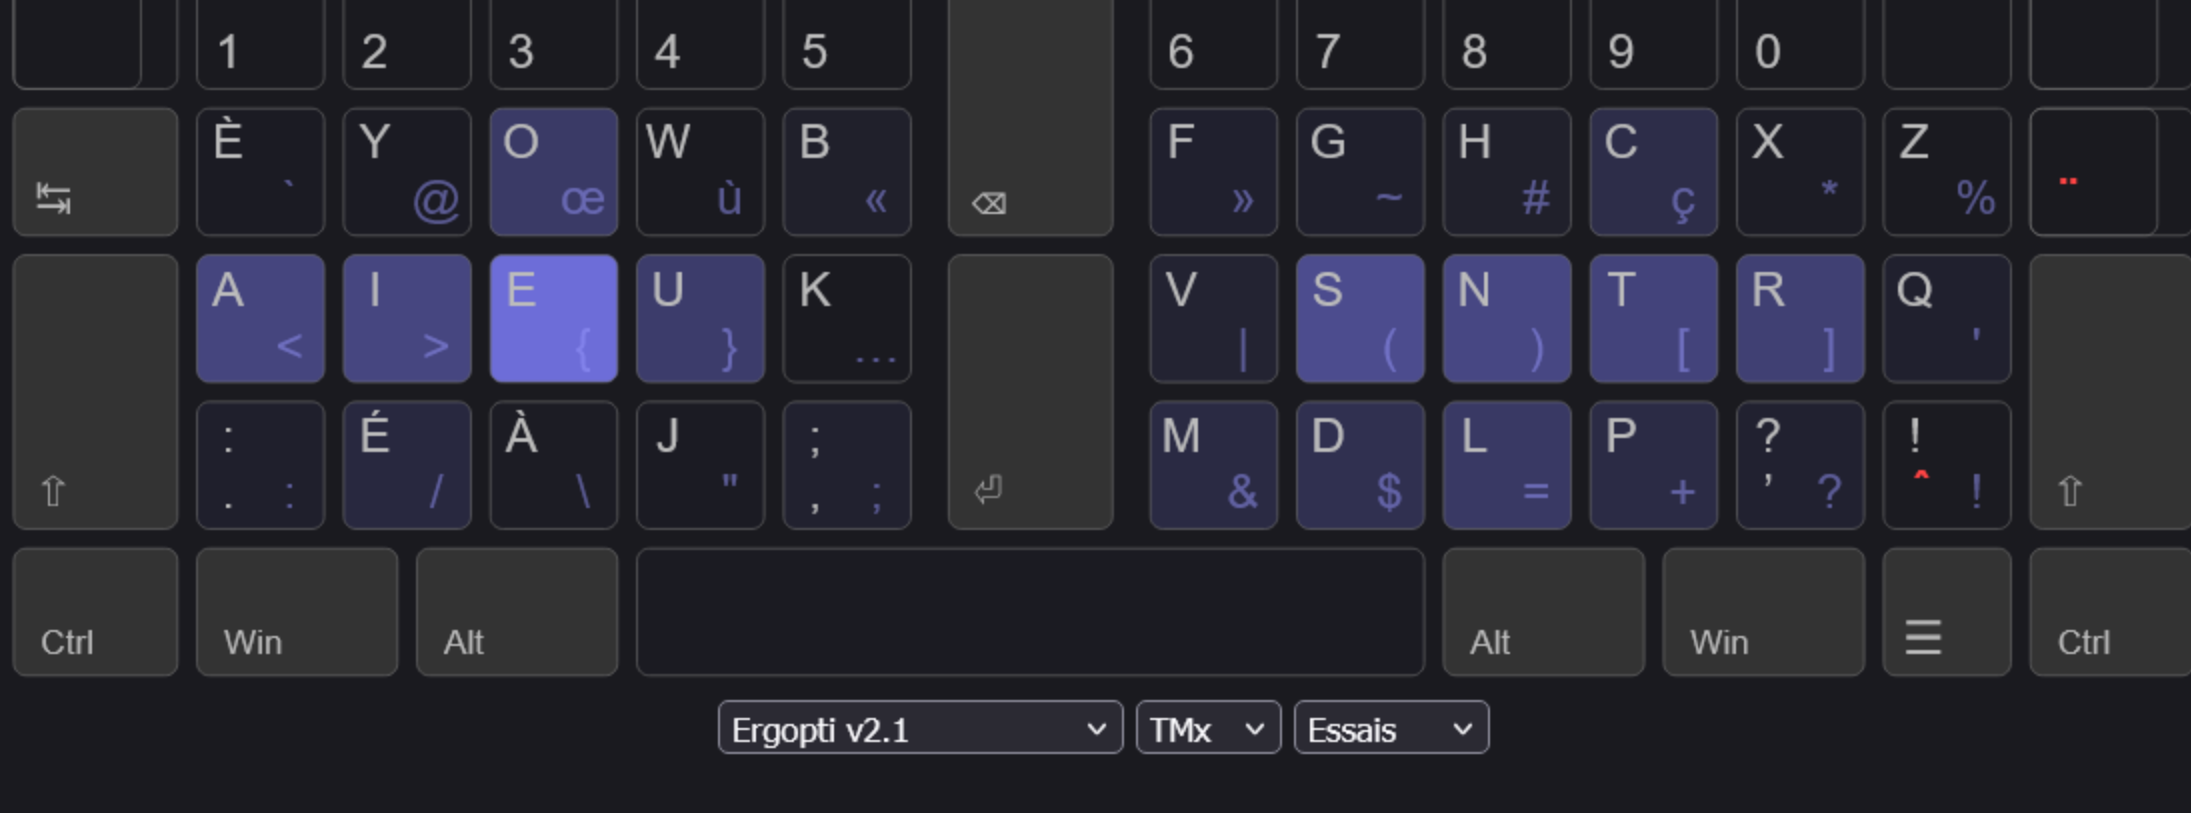 1 2 3 4 5 6 7 8 9 0
È ` Y @ O œ W ù B « F » G ~ H # C ç X * Z % ¨
A < I > E { U } K … V | S ( N ) T [ R ] Q '
: . : É / À \ J " ; , ; M & D $ L = P + ? ’ ? ! ^ !
Ctrl Win Alt Alt Win ☰ Ctrl
Ergopti v2.1 TMx Essais